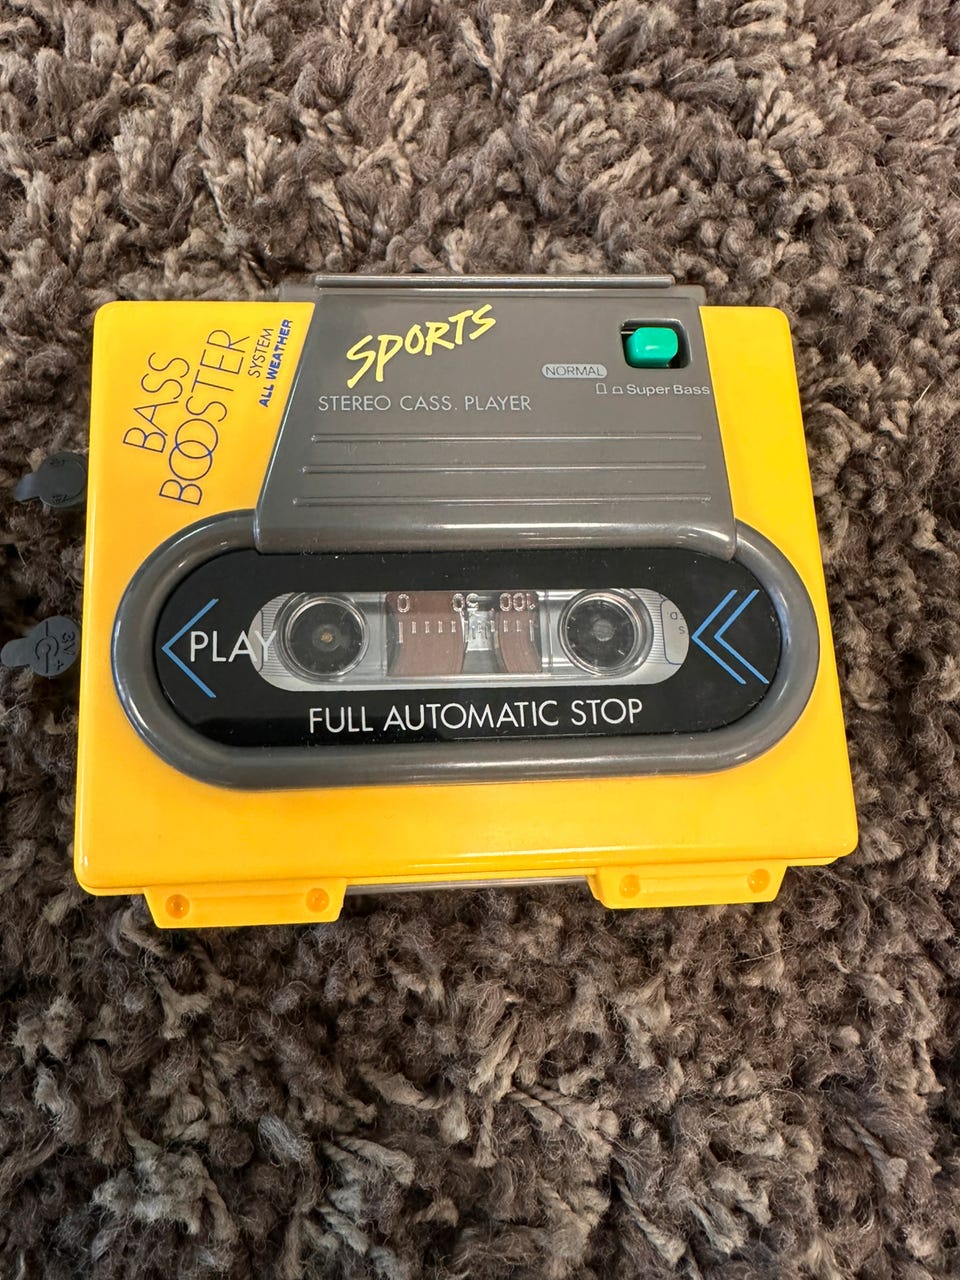 SPORTS
STEREO CASS. PLAYER
NORMAL
Super Bass
BASS
BOOSTER
SYSTEM
ALL WEATHER
0 50 100
PLAY
FULL AUTOMATIC STOP
3V